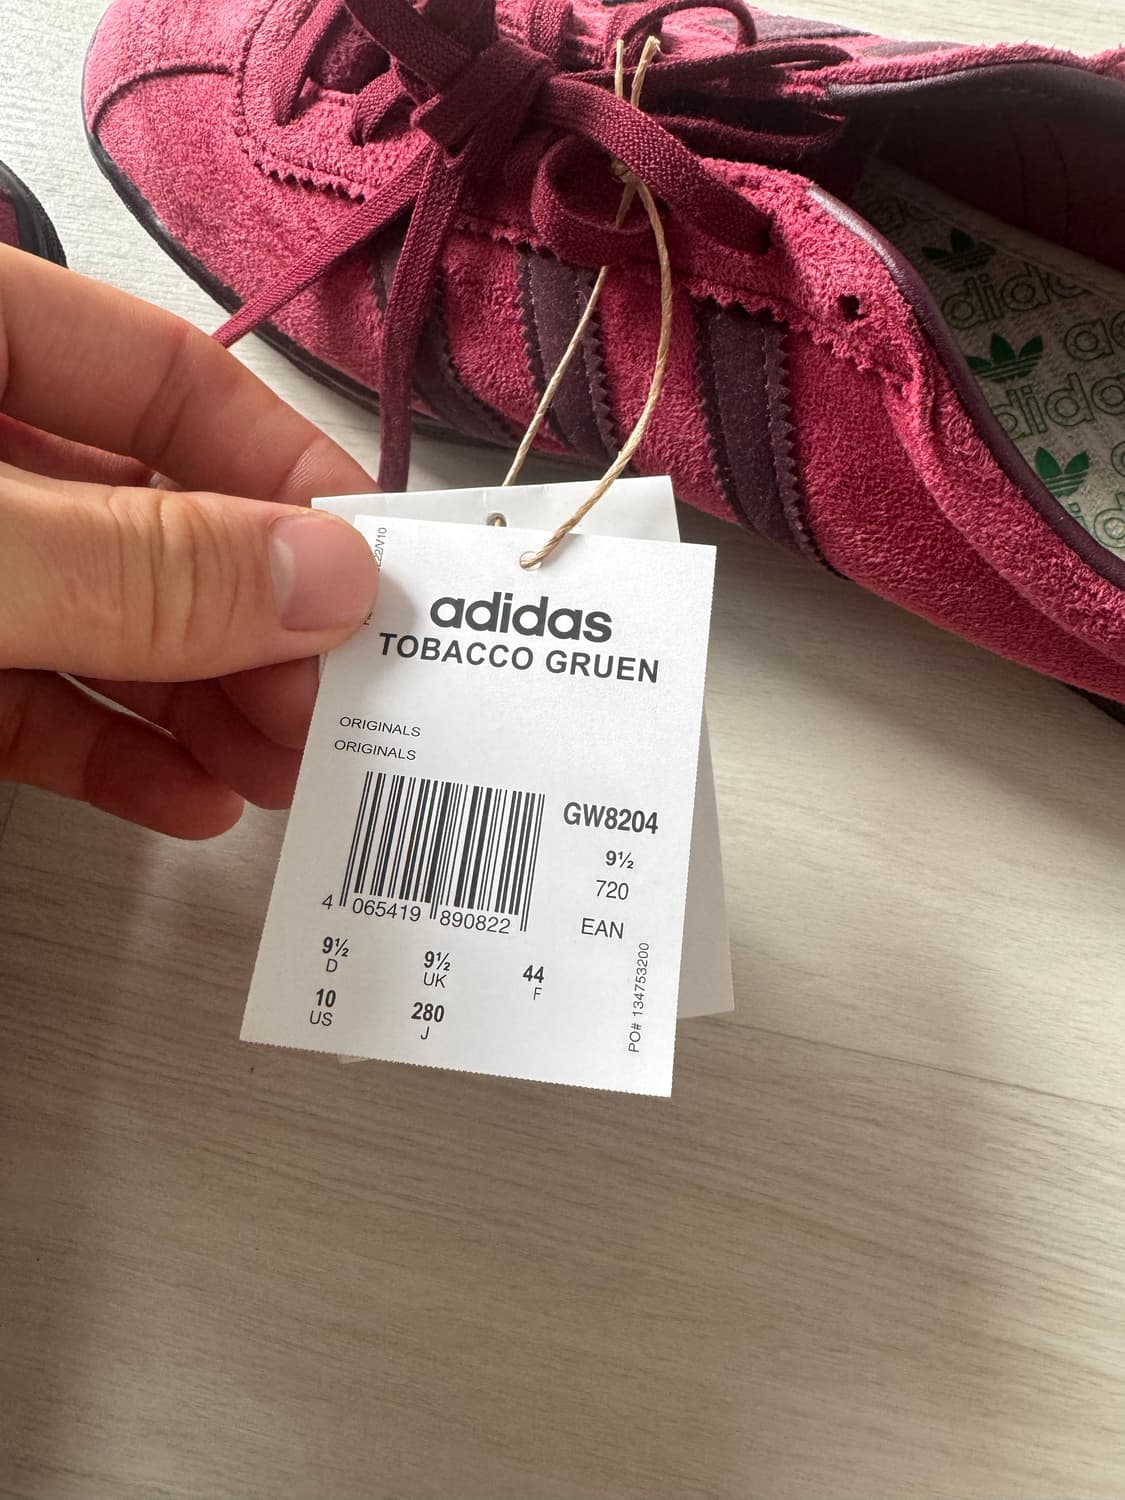 adidas
TOBACCO GRUEN
ORIGINALS
ORIGINALS
GW8204
9½
720
EAN
4 065419 890822
9½ D
9½ UK
44 F
10 US
280 J
PO# 134753200
adidas
adidas